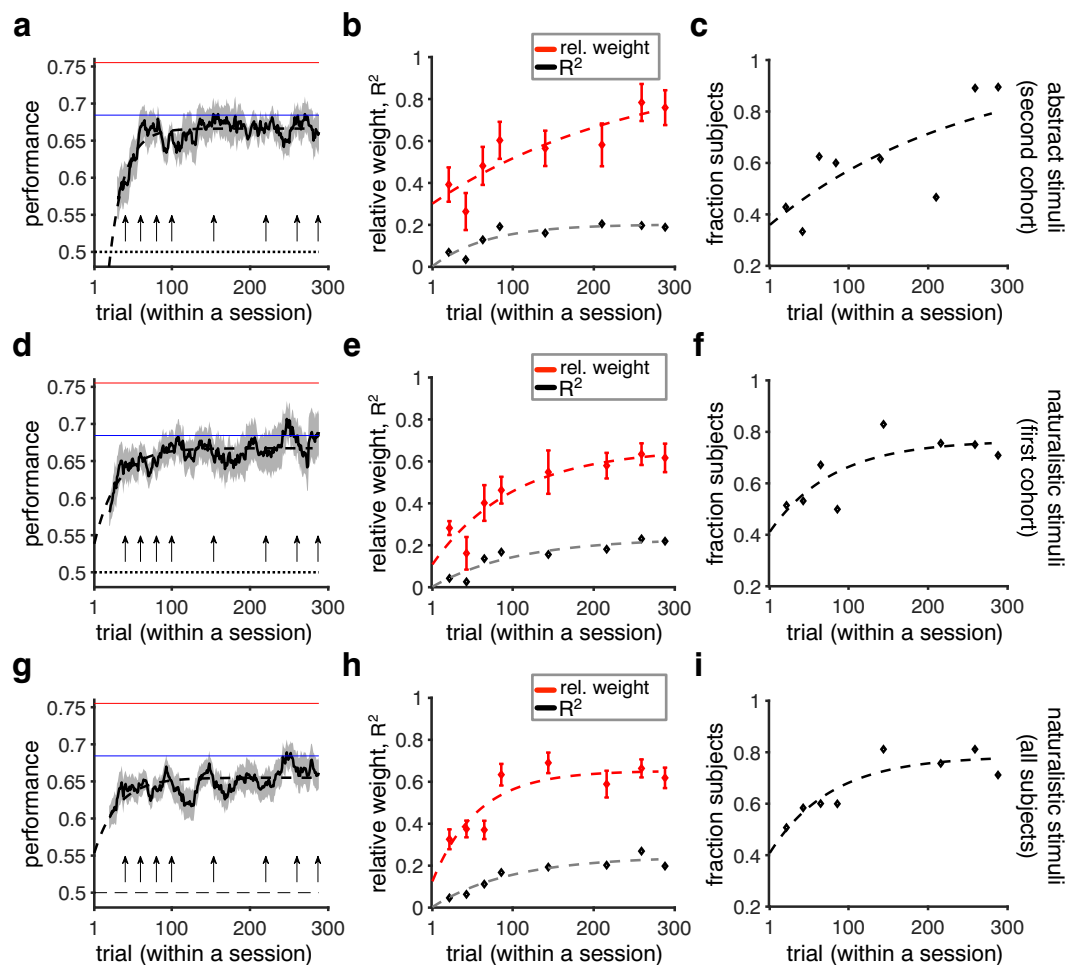 a
performance
0.75
0.7
0.65
0.6
0.55
0.5
1
100
200
300
trial (within a session)
b
rel. weight
R²
relative weight, R²
1
0.8
0.6
0.4
0.2
0
1
100
200
300
trial (within a session)
c
fraction subjects
1
0.8
0.6
0.4
0.2
1
100
200
300
trial (within a session)
abstract stimuli
(second cohort)
d
performance
0.75
0.7
0.65
0.6
0.55
0.5
1
100
200
300
trial (within a session)
e
rel. weight
R²
relative weight, R²
1
0.8
0.6
0.4
0.2
0
1
100
200
300
trial (within a session)
f
fraction subjects
1
0.8
0.6
0.4
0.2
1
100
200
300
trial (within a session)
naturalistic stimuli
(first cohort)
g
performance
0.75
0.7
0.65
0.6
0.55
0.5
1
100
200
300
trial (within a session)
h
rel. weight
R²
relative weight, R²
1
0.8
0.6
0.4
0.2
0
1
100
200
300
trial (within a session)
i
fraction subjects
1
0.8
0.6
0.4
0.2
1
100
200
300
trial (within a session)
naturalistic stimuli
(all subjects)